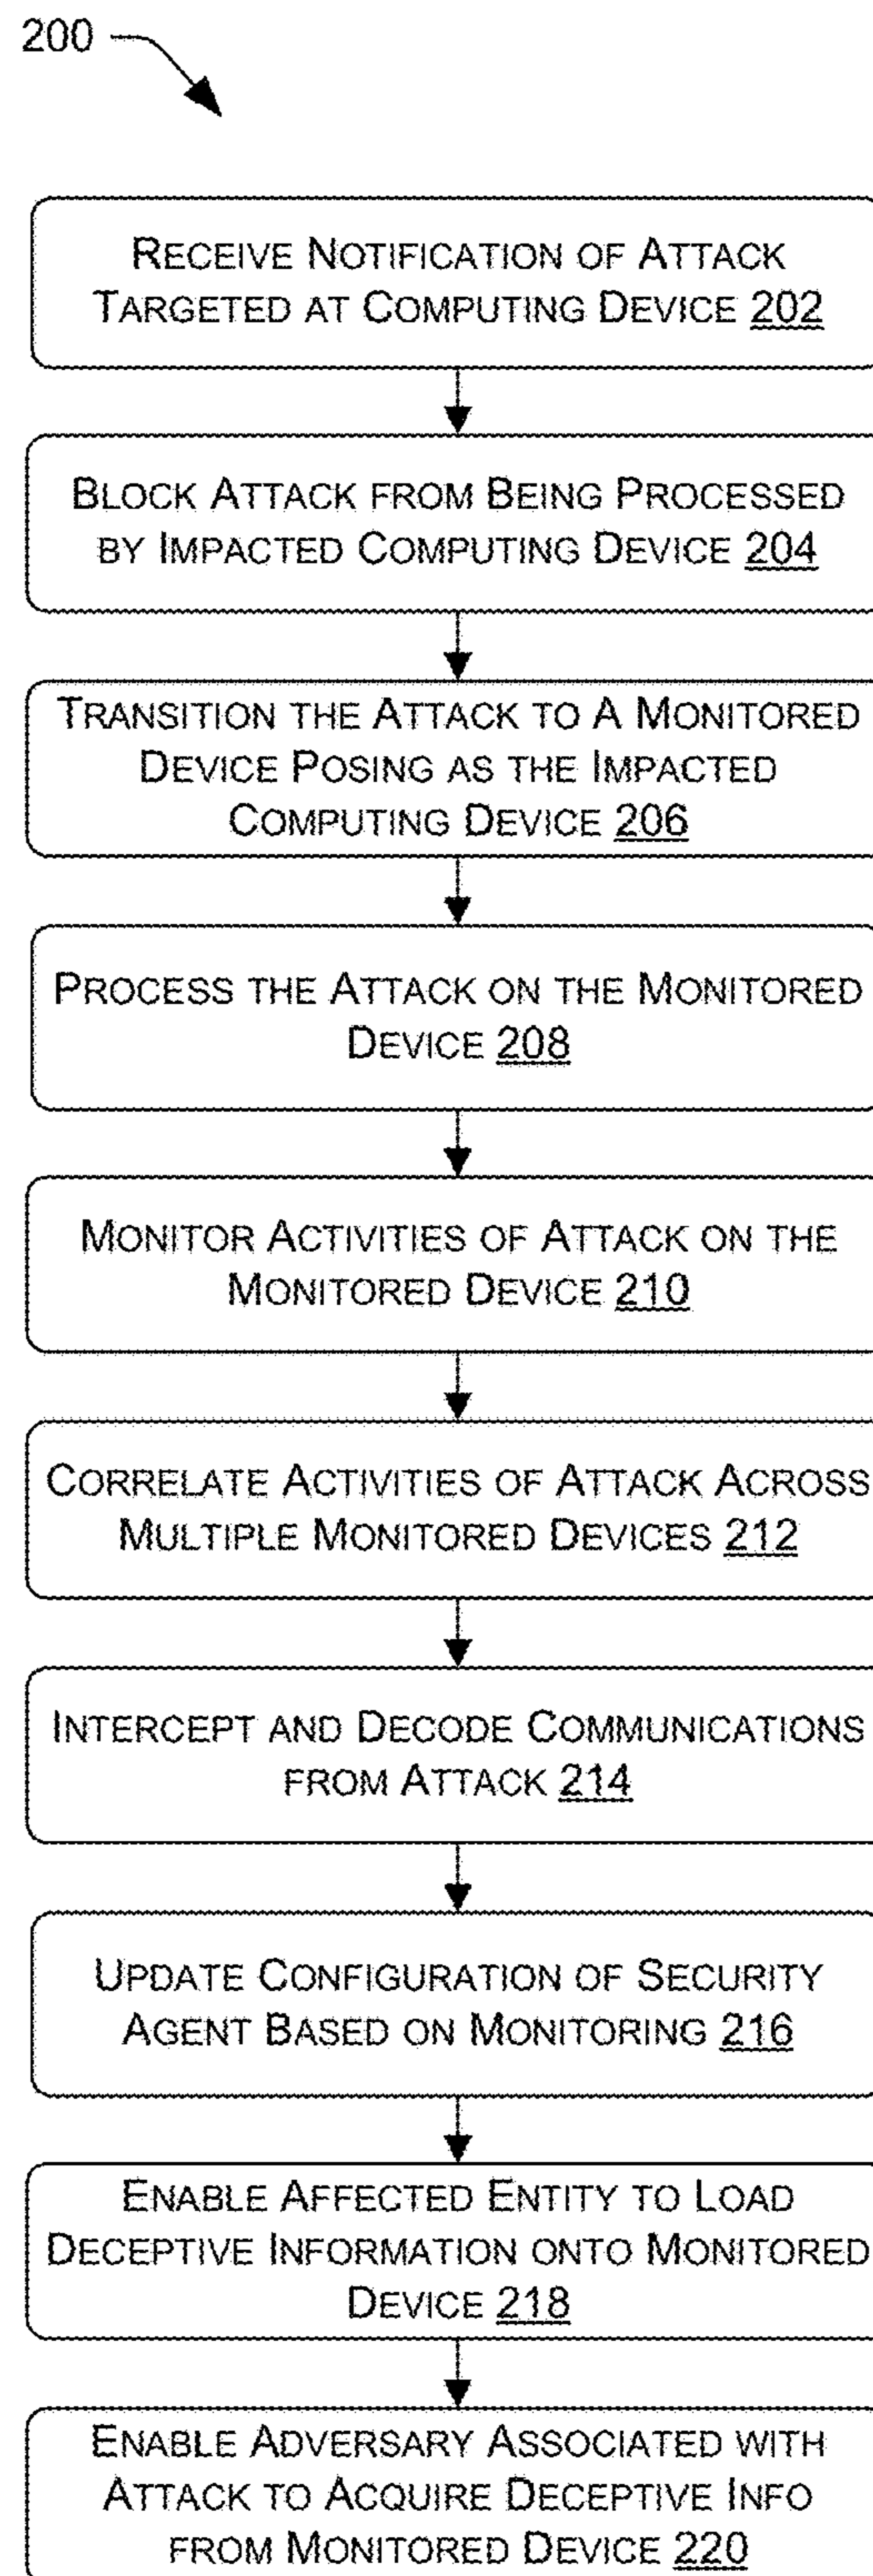 200
RECEIVE NOTIFICATION OF ATTACK
TARGETED AT COMPUTING DEVICE 202
BLOCK ATTACK FROM BEING PROCESSED
BY IMPACTED COMPUTING DEVICE 204
TRANSITION THE ATTACK TO A MONITORED
DEVICE POSING AS THE IMPACTED
COMPUTING DEVICE 206
PROCESS THE ATTACK ON THE MONITORED
DEVICE 208
MONITOR ACTIVITIES OF ATTACK ON THE
MONITORED DEVICE 210
CORRELATE ACTIVITIES OF ATTACK ACROSS
MULTIPLE MONITORED DEVICES 212
INTERCEPT AND DECODE COMMUNICATIONS
FROM ATTACK 214
UPDATE CONFIGURATION OF SECURITY
AGENT BASED ON MONITORING 216
ENABLE AFFECTED ENTITY TO LOAD
DECEPTIVE INFORMATION ONTO MONITORED
DEVICE 218
ENABLE ADVERSARY ASSOCIATED WITH
ATTACK TO ACQUIRE DECEPTIVE INFO
FROM MONITORED DEVICE 220